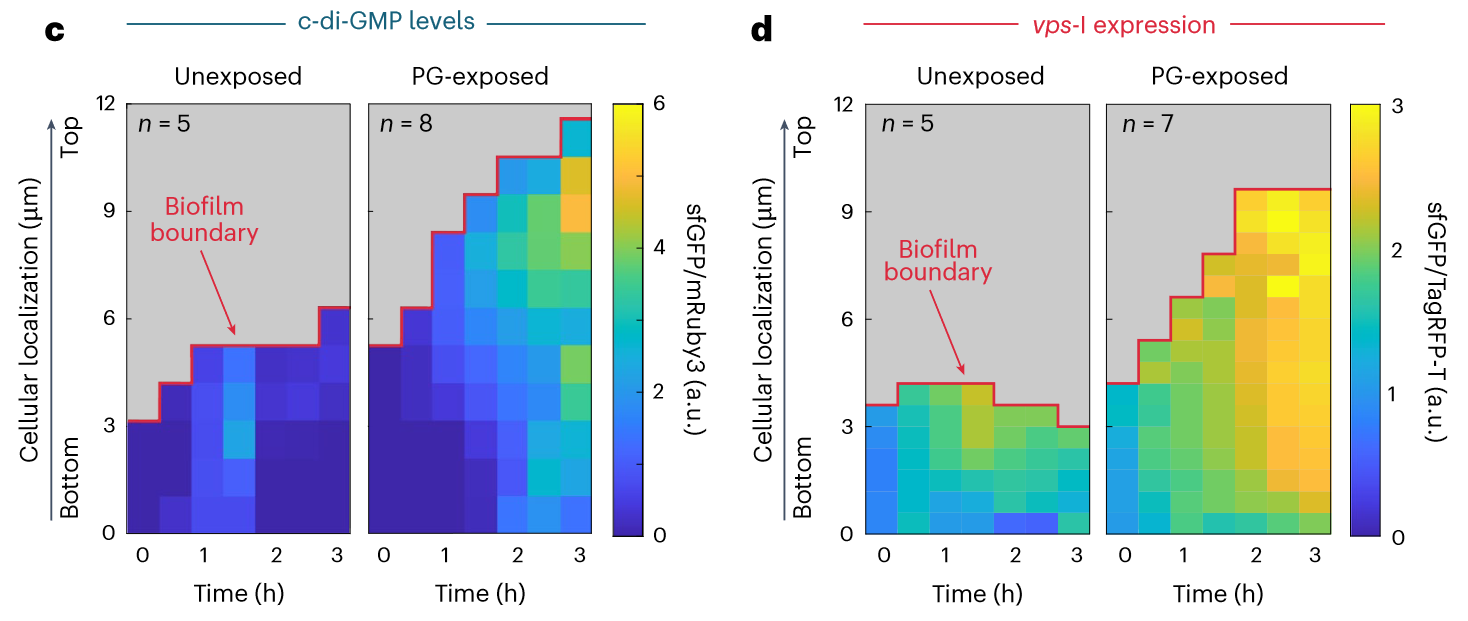 c
c-di-GMP levels
Unexposed
PG-exposed
n = 5
n = 8
Biofilm
boundary
Cellular localization (µm)
Top
Bottom
12
9
6
3
0
0
1
2
3
Time (h)
0
1
2
3
Time (h)
6
4
2
0
sfGFP/mRuby3 (a.u.)
d
vps-I expression
Unexposed
PG-exposed
n = 5
n = 7
Biofilm
boundary
Cellular localization (µm)
Top
Bottom
12
9
6
3
0
0
1
2
3
Time (h)
0
1
2
3
Time (h)
3
2
1
0
sfGFP/TagRFP-T (a.u.)